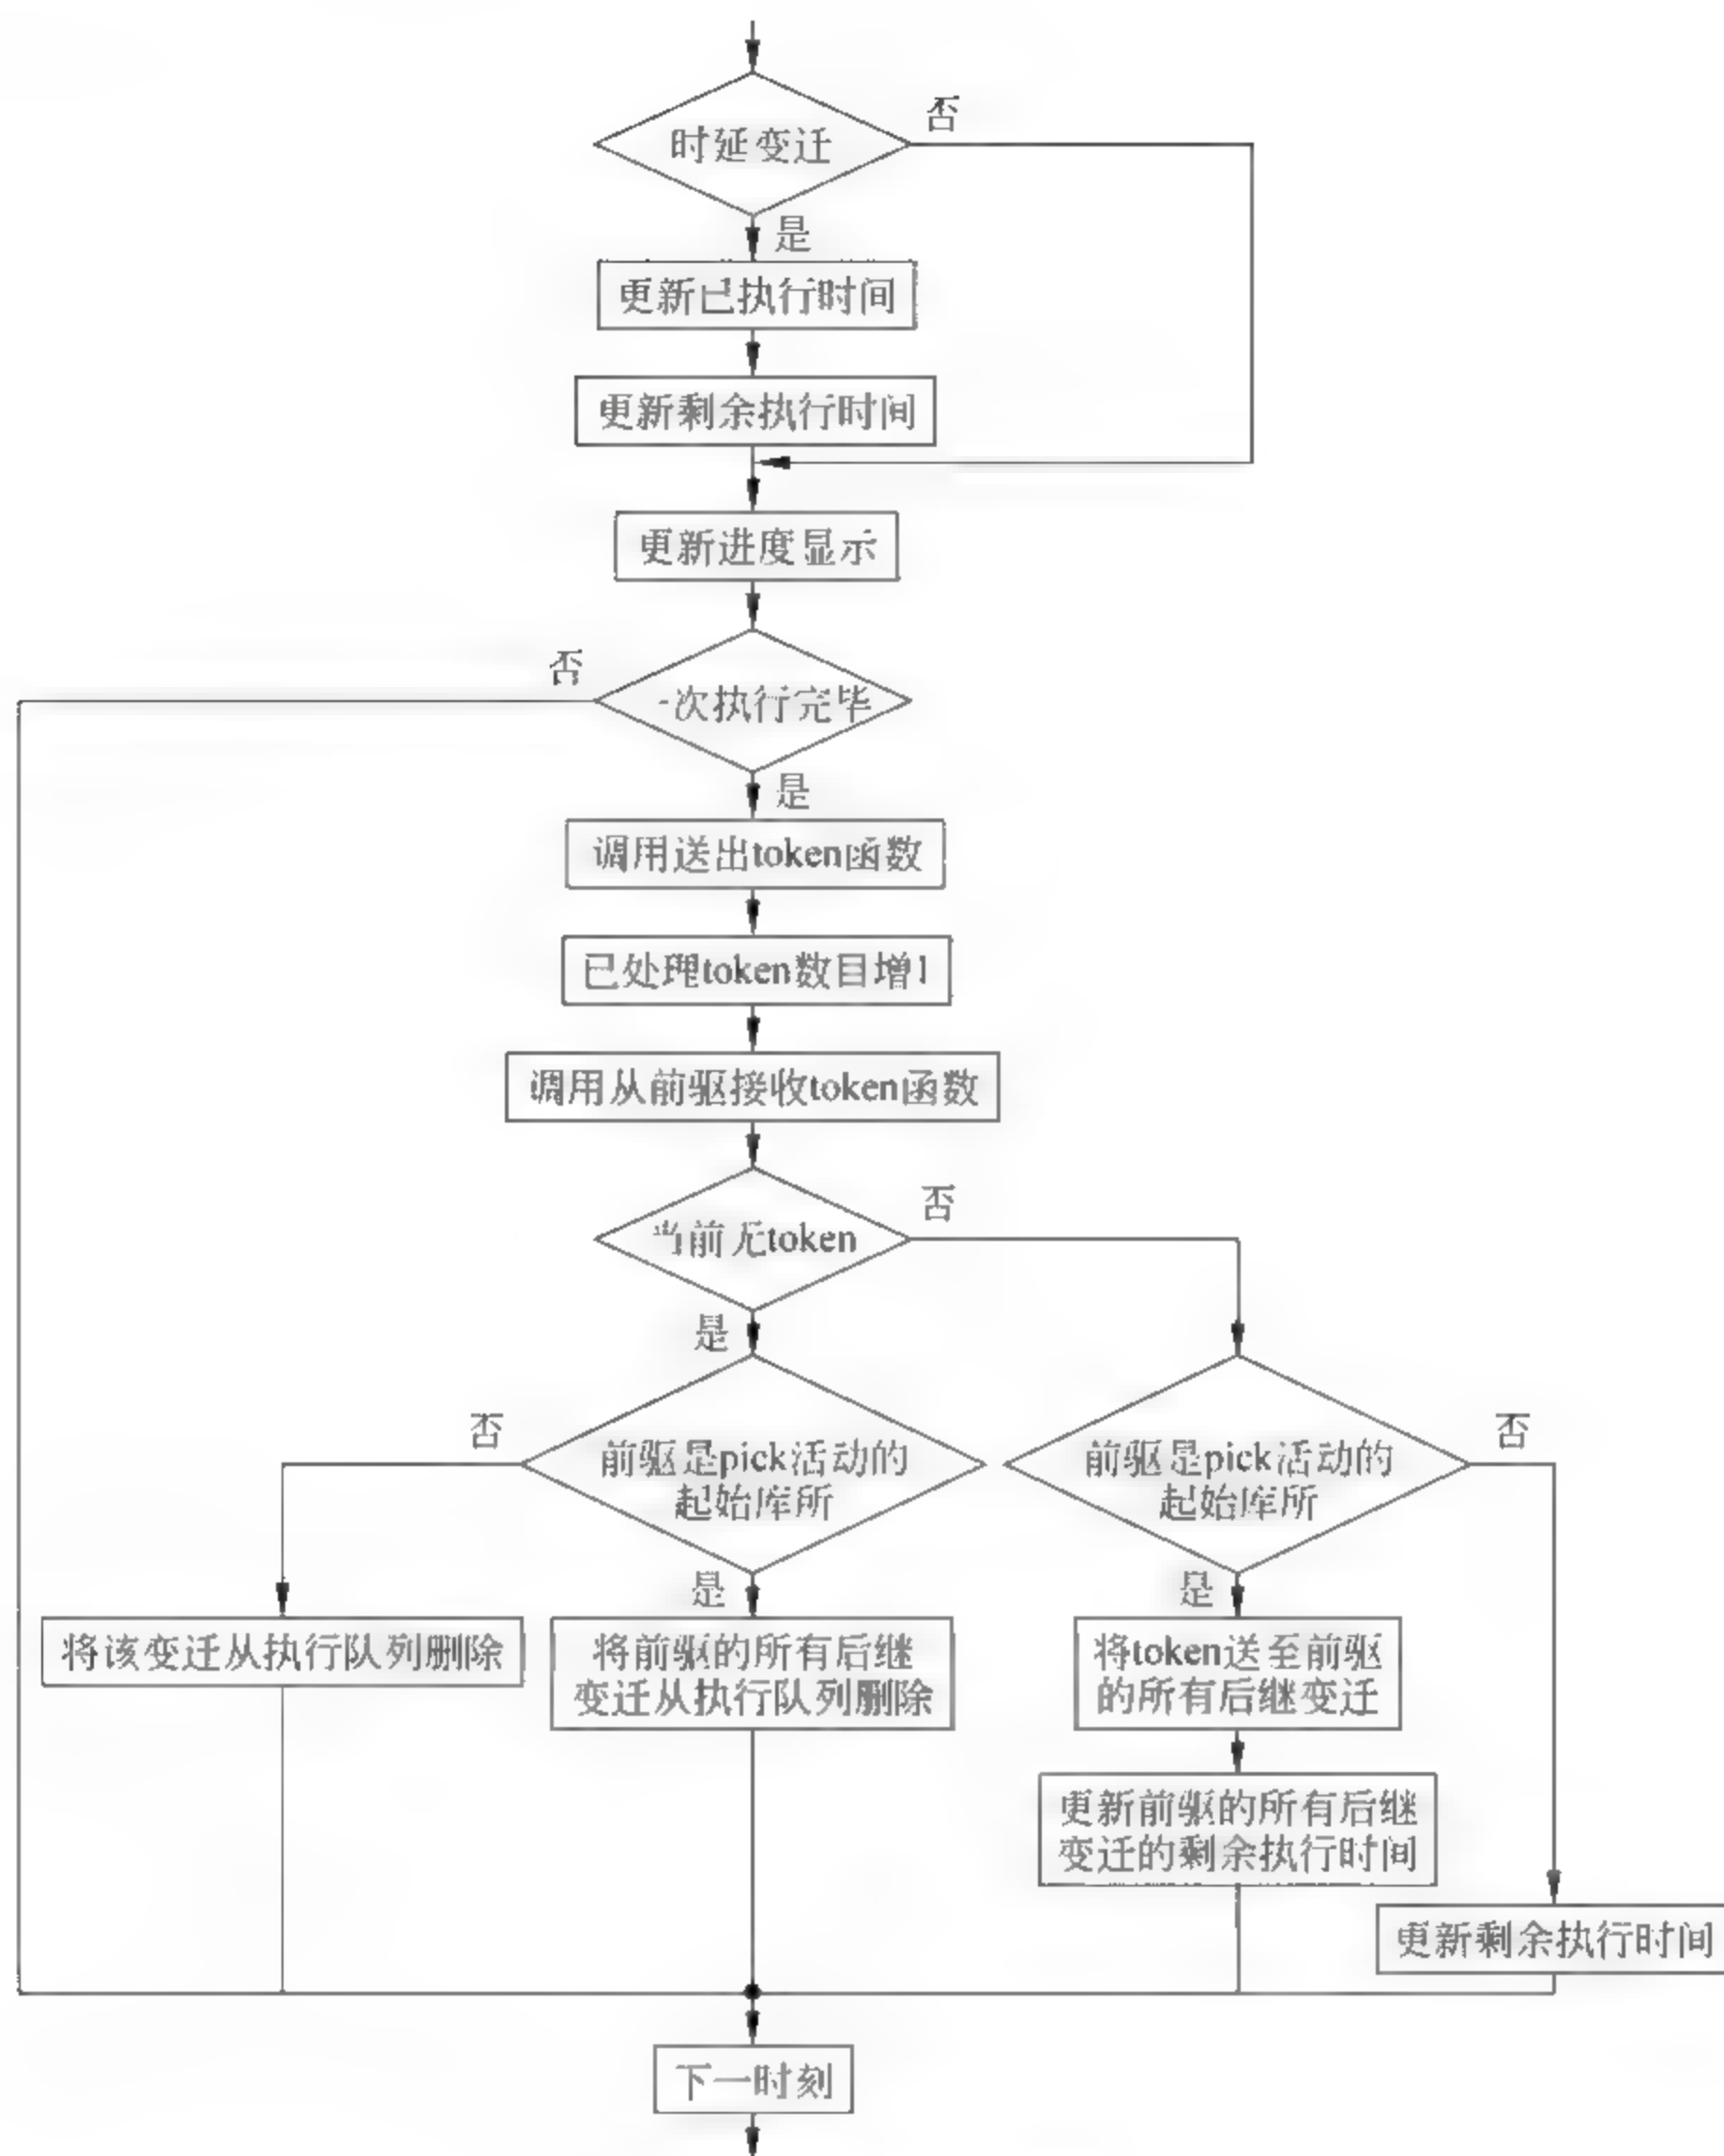 时延变迁
否
是
更新已执行时间
更新剩余执行时间
更新进度显示
否
一次执行完毕
是
调用送出token函数
已处理token数目增1
调用从前驱接收token函数
当前无token
否
是
否
前驱是pick活动的
起始库所
前驱是pick活动的
起始库所
否
是
是
将该变迁从执行队列删除
将前驱的所有后继
变迁从执行队列删除
将token送至前驱
的所有后继变迁
更新前驱的所有后继
变迁的剩余执行时间
更新剩余执行时间
下一时刻